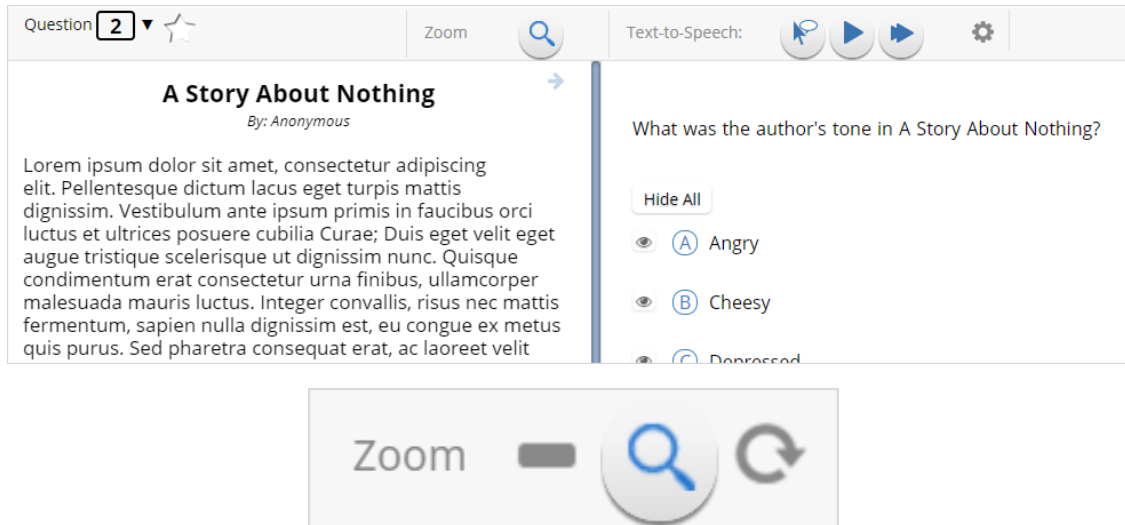 Question 2 ▼ Zoom Text-to-Speech:
A Story About Nothing
By: Anonymous
Lorem ipsum dolor sit amet, consectetur adipiscing
elit. Pellentesque dictum lacus eget turpis mattis
dignissim. Vestibulum ante ipsum primis in faucibus orci
luctus et ultrices posuere cubilia Curae; Duis eget velit eget
augue tristique scelerisque ut dignissim nunc. Quisque
condimentum erat consectetur urna finibus, ullamcorper
malesuada mauris luctus. Integer convallis, risus nec mattis
fermentum, sapien nulla dignissim est, eu congue ex metus
quis purus. Sed pharetra consequat erat, ac laoreet velit
What was the author's tone in A Story About Nothing?
Hide All
A Angry
B Cheesy
C Depressed
Zoom